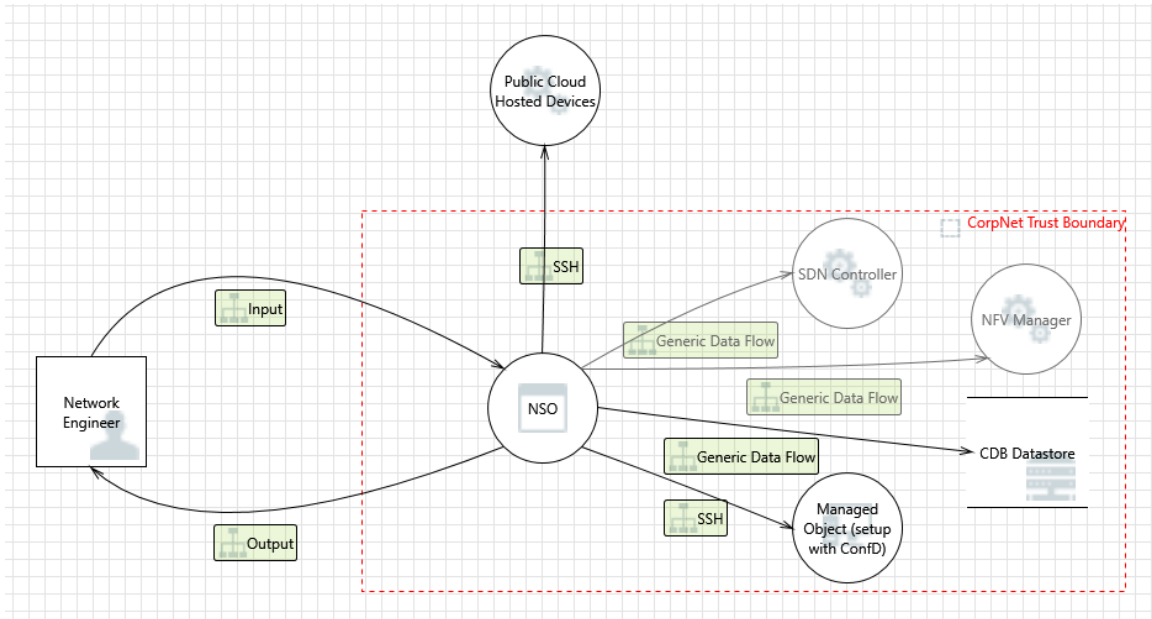 Public Cloud
Hosted Devices
CorpNet Trust Boundary
SSH
SDN Controller
Input
NFV Manager
Generic Data Flow
Generic Data Flow
Network
Engineer
NSO
Generic Data Flow
CDB Datastore
SSH
Managed
Object (setup
with ConfD)
Output